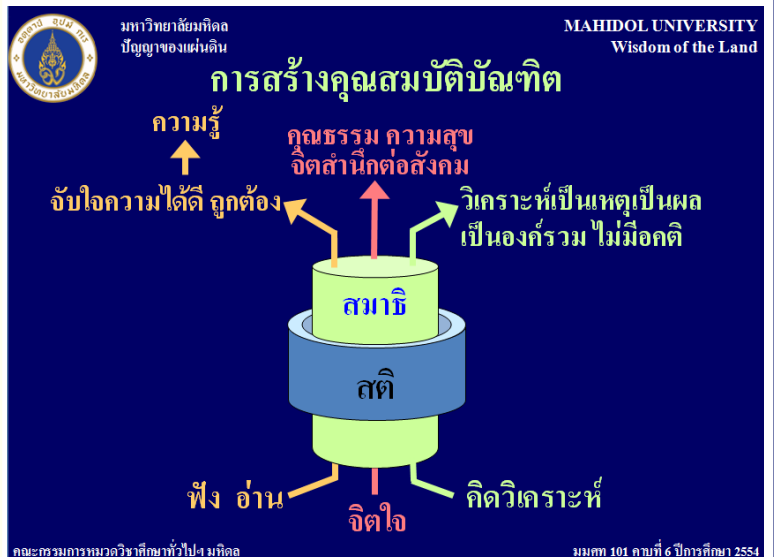 มหาวิทยาลัยมหิดล
ปัญญาของแผ่นดิน
MAHIDOL UNIVERSITY
Wisdom of the Land
การสร้างคุณสมบัติบัณฑิต
ความรู้
คุณธรรม ความสุข
จิตสำนึกต่อสังคม
จับใจความได้ดี ถูกต้อง
วิเคราะห์เป็นเหตุเป็นผล
เป็นองค์รวม ไม่มีอคติ
สมาธิ
สติ
ฟัง อ่าน
จิตใจ
คิดวิเคราะห์
คณะกรรมการหมวดวิชาศึกษาทั่วไปฯ มหิดล
มมศท 101 คาบที่ 6 ปีการศึกษา 2554